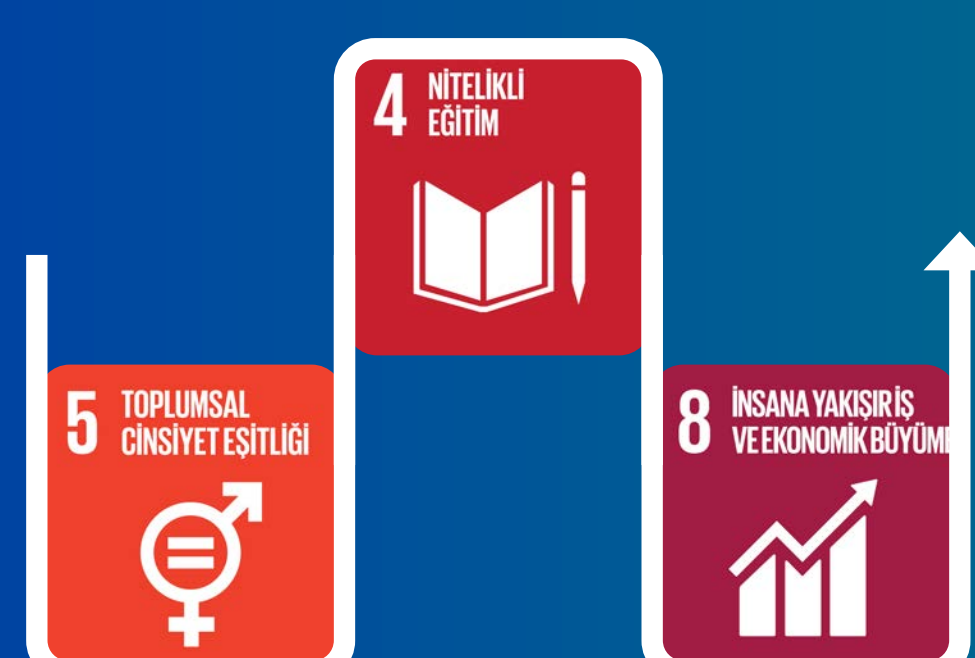 4 NİTELİKLİ
EĞİTİM
5 TOPLUMSAL
CİNSİYET EŞİTLİĞİ
8 İNSANA YAKIŞIR İŞ
VE EKONOMİK BÜYÜM